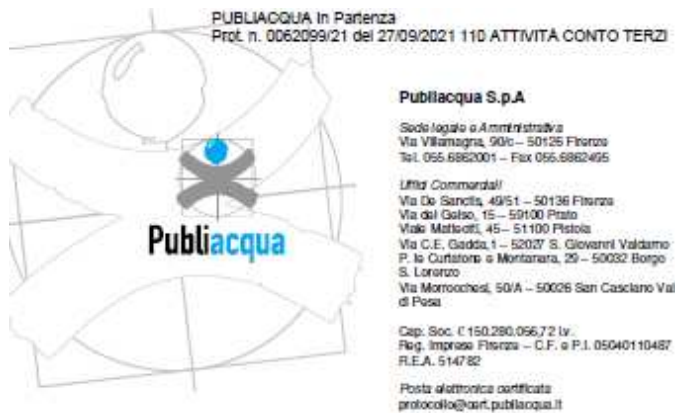 PUBLIACQUA In Partenza
Prot. n. 0062099/21 del 27/09/2021 110 ATTIVITÀ CONTO TERZI
Publiacqua
Publiacqua S.p.A
Sede legale e Amministrativa
Via Villamagna, 90/c – 50126 Firenze
Tel. 055.6862001 – Fax 055.6862495
Uffici Commerciali
Via De Sanctis, 49/51 – 50136 Firenze
Via del Gelso, 15 – 59100 Prato
Viale Matteotti, 45 – 51100 Pistoia
Via C.E. Gadda,1 – 52027 S. Giovanni Valdarno
P. le Curtatone e Montanara, 29 – 50032 Borgo
S. Lorenzo
Via Morrocchesi, 50/A – 50026 San Casciano Val
di Pesa
Cap. Soc. € 150.280.056,72 i.v.
Reg. Imprese Firenze – C.F. e P.I. 05040110487
R.E.A. 514782
Posta elettronica certificata
protocollo@cert.publiacqua.it